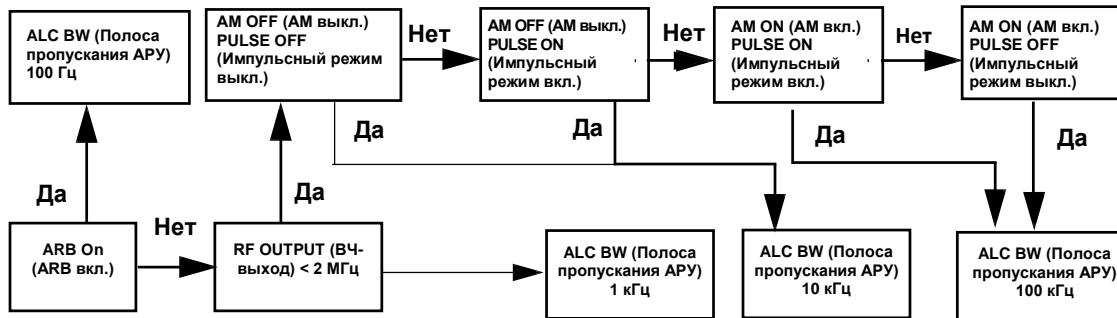 ALC BW (Полоса
пропускания АРУ)
100 Гц
AM OFF (АМ выкл.)
PULSE OFF
(Импульсный режим
выкл.)
Нет
AM OFF (АМ выкл.)
PULSE ON
(Импульсный
режим вкл.)
Нет
AM ON (АМ вкл.)
PULSE ON
(Импульсный
режим вкл.)
Нет
AM ON (АМ вкл.)
PULSE OFF
(Импульсный
режим выкл.)
Да
Да
Да
Да
Да
Да
ARB On
(ARB вкл.)
Нет
RF OUTPUT (ВЧ-
выход) < 2 МГц
ALC BW (Полоса
пропускания АРУ)
1 кГц
ALC BW (Полоса
пропускания АРУ)
10 кГц
ALC BW (Полоса
пропускания АРУ)
100 кГц